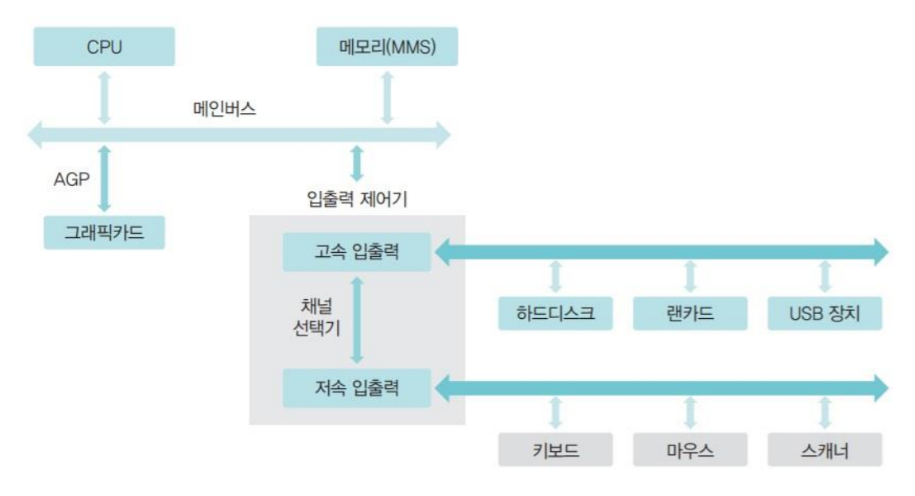 CPU
메모리(MMS)
메인버스
AGP
입출력 제어기
그래픽카드
고속 입출력
채널
선택기
하드디스크
랜카드
USB 장치
저속 입출력
키보드
마우스
스캐너